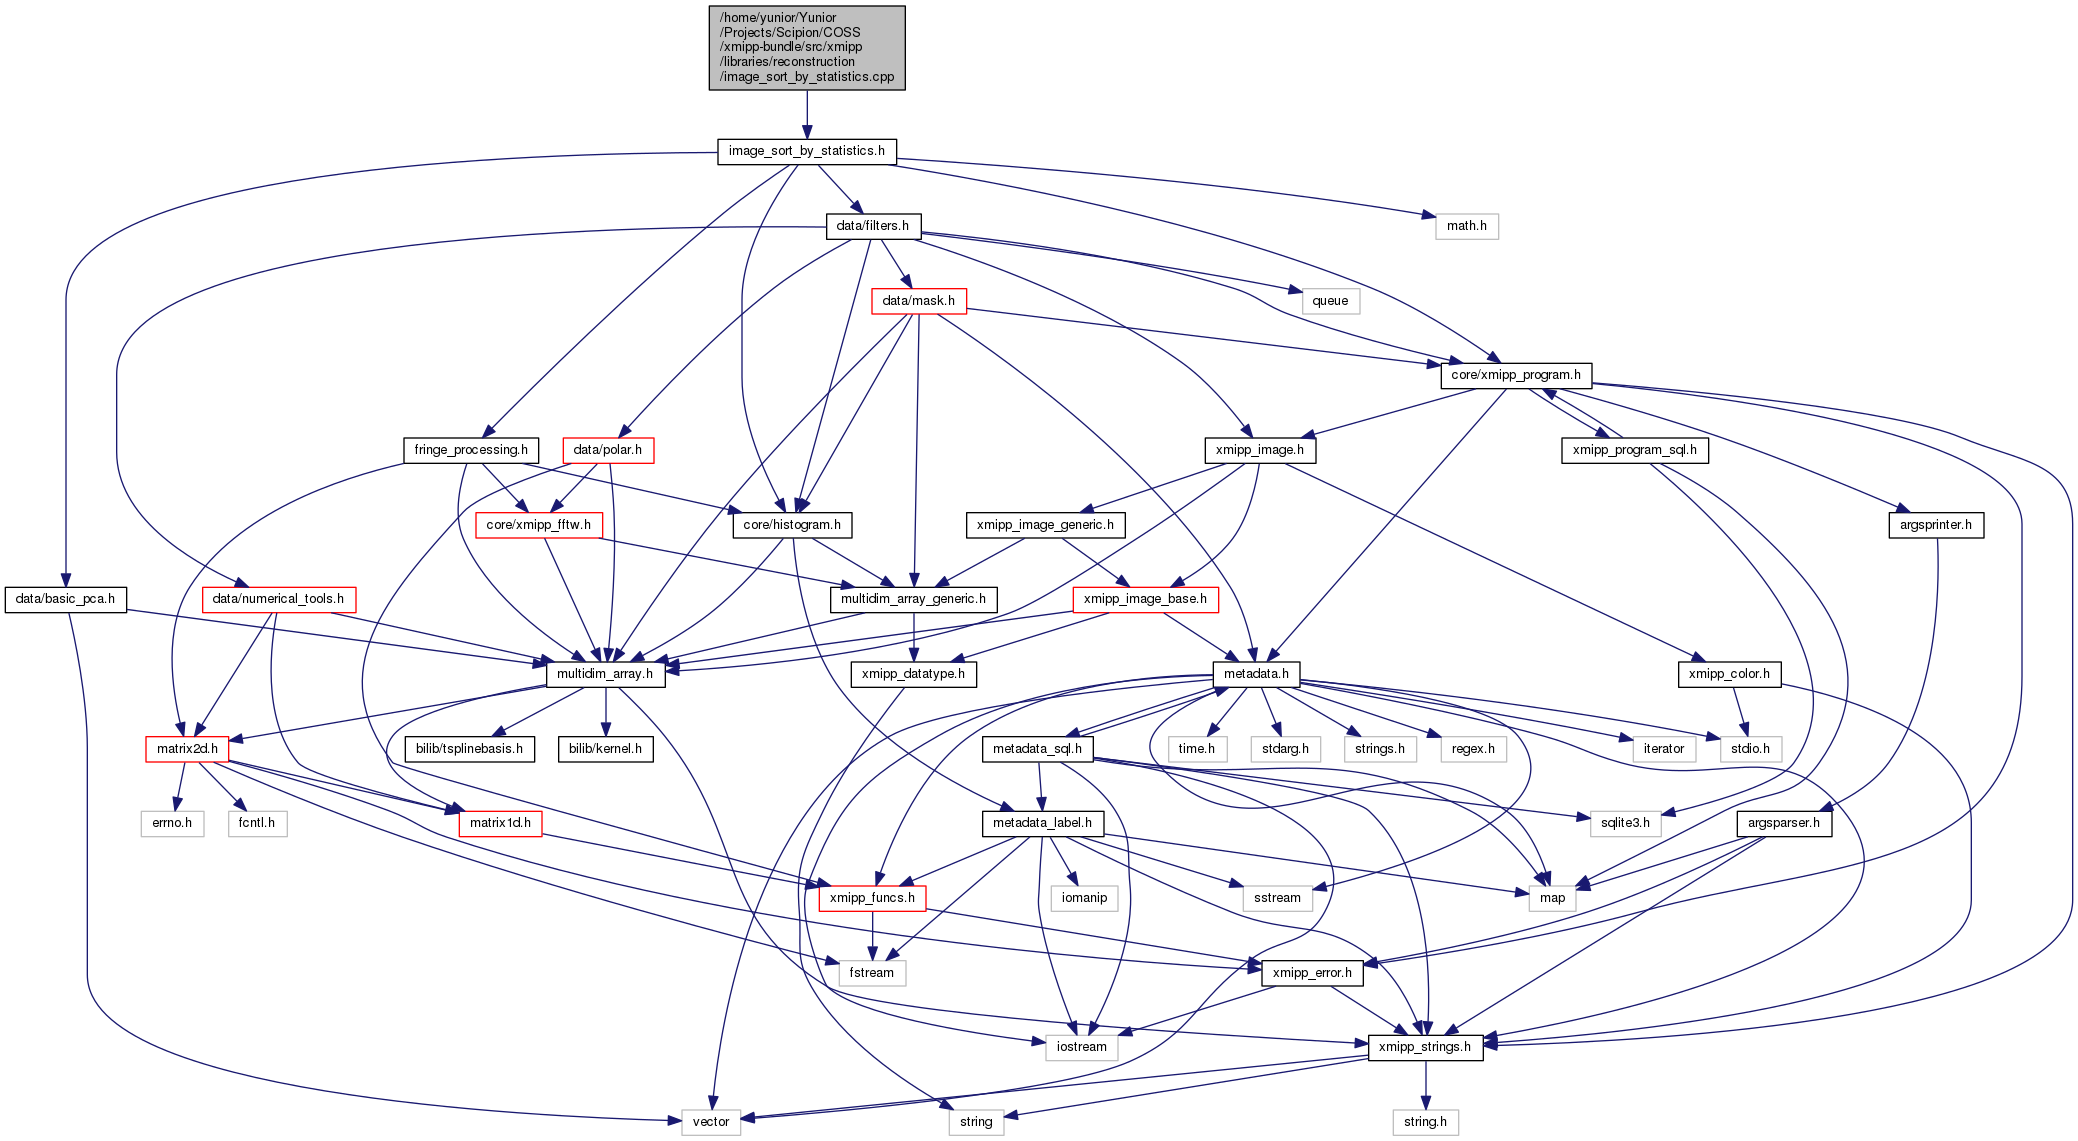 /home/yunior/Yunior
/Projects/Scipion/COSS
/xmipp-bundle/src/xmipp
/libraries/reconstruction
/image_sort_by_statistics.cpp
image_sort_by_statistics.h
data/filters.h
math.h
data/mask.h
queue
core/xmipp_program.h
fringe_processing.h
data/polar.h
xmipp_image.h
xmipp_program_sql.h
core/xmipp_fftw.h
core/histogram.h
xmipp_image_generic.h
argsprinter.h
data/basic_pca.h
data/numerical_tools.h
multidim_array_generic.h
xmipp_image_base.h
multidim_array.h
xmipp_datatype.h
metadata.h
xmipp_color.h
matrix2d.h
bilib/tsplinebasis.h
bilib/kernel.h
metadata_sql.h
time.h
stdarg.h
strings.h
regex.h
iterator
stdio.h
errno.h
fcntl.h
matrix1d.h
metadata_label.h
sqlite3.h
argsparser.h
xmipp_funcs.h
iomanip
sstream
map
fstream
xmipp_error.h
iostream
xmipp_strings.h
vector
string
string.h